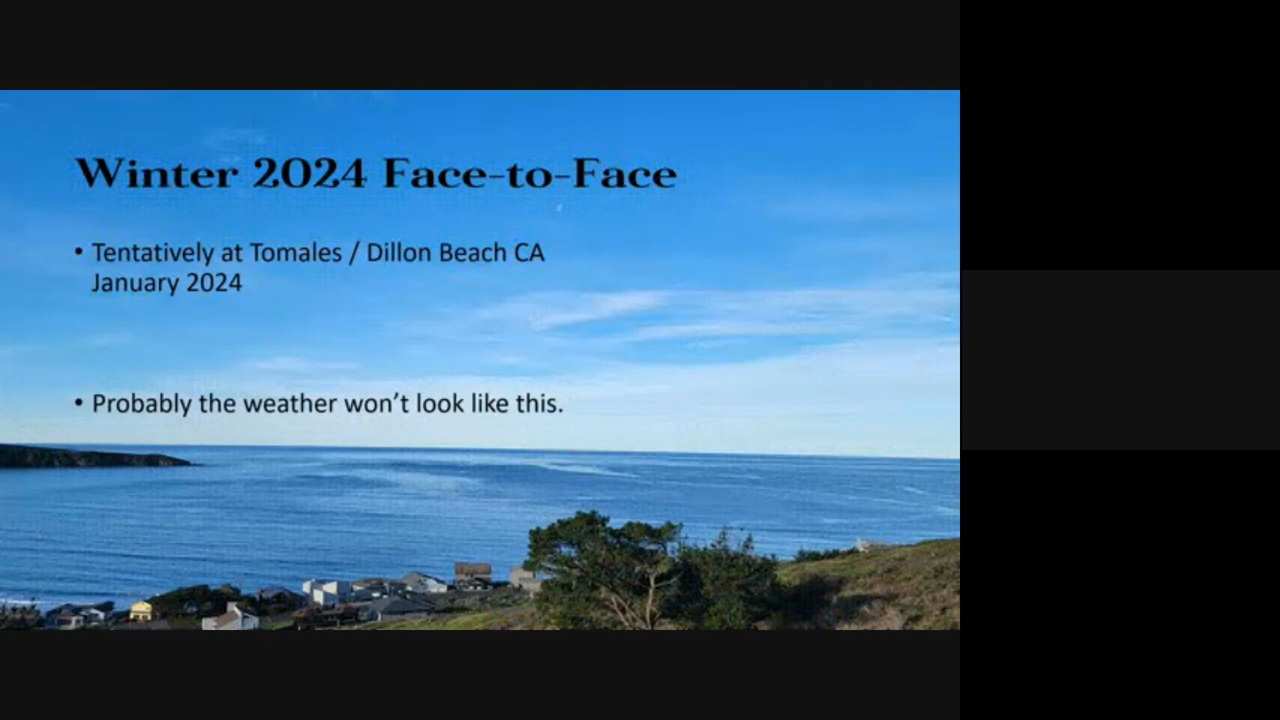 Winter 2024 Face-to-Face
• Tentatively at Tomales / Dillon Beach CA
January 2024
• Probably the weather won’t look like this.